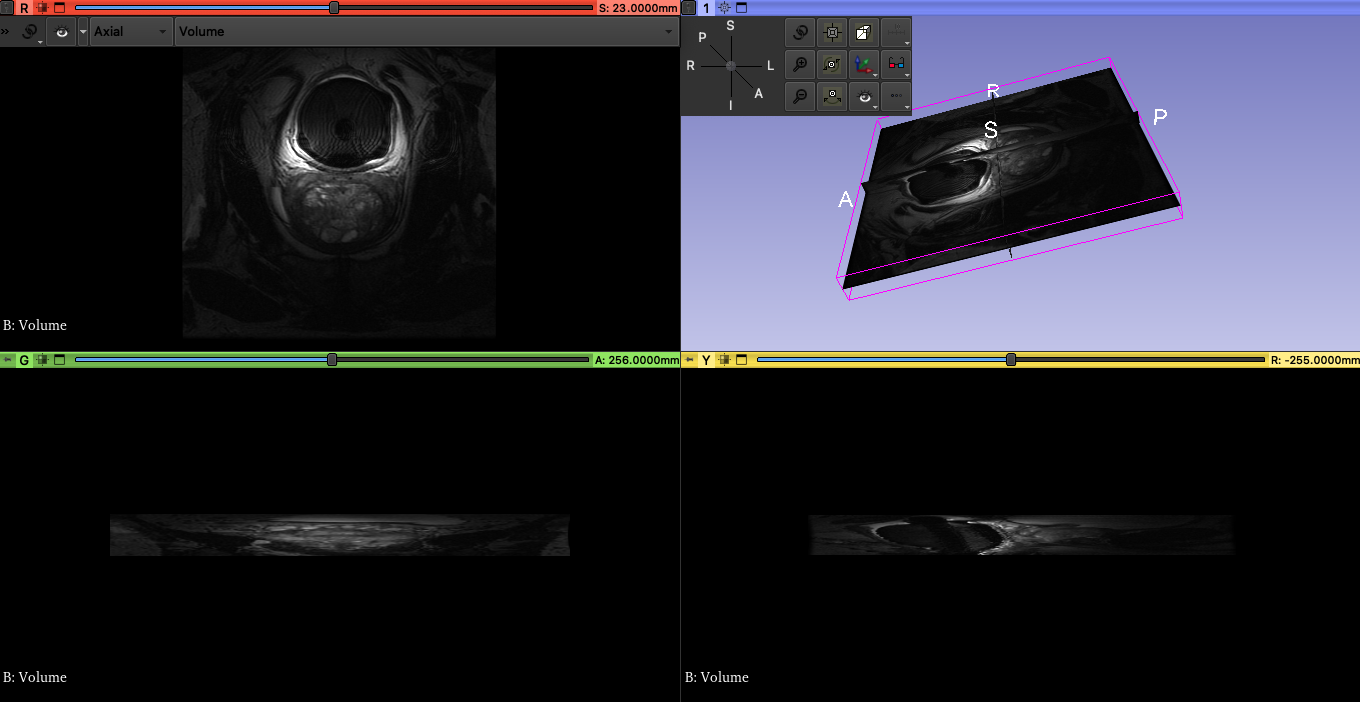 R S: 23.0000mm
Axial Volume
B: Volume
1
S
P
R L
A
I
R
S
P
A
G A: 256.0000mm
B: Volume
Y R: -255.0000mm
B: Volume